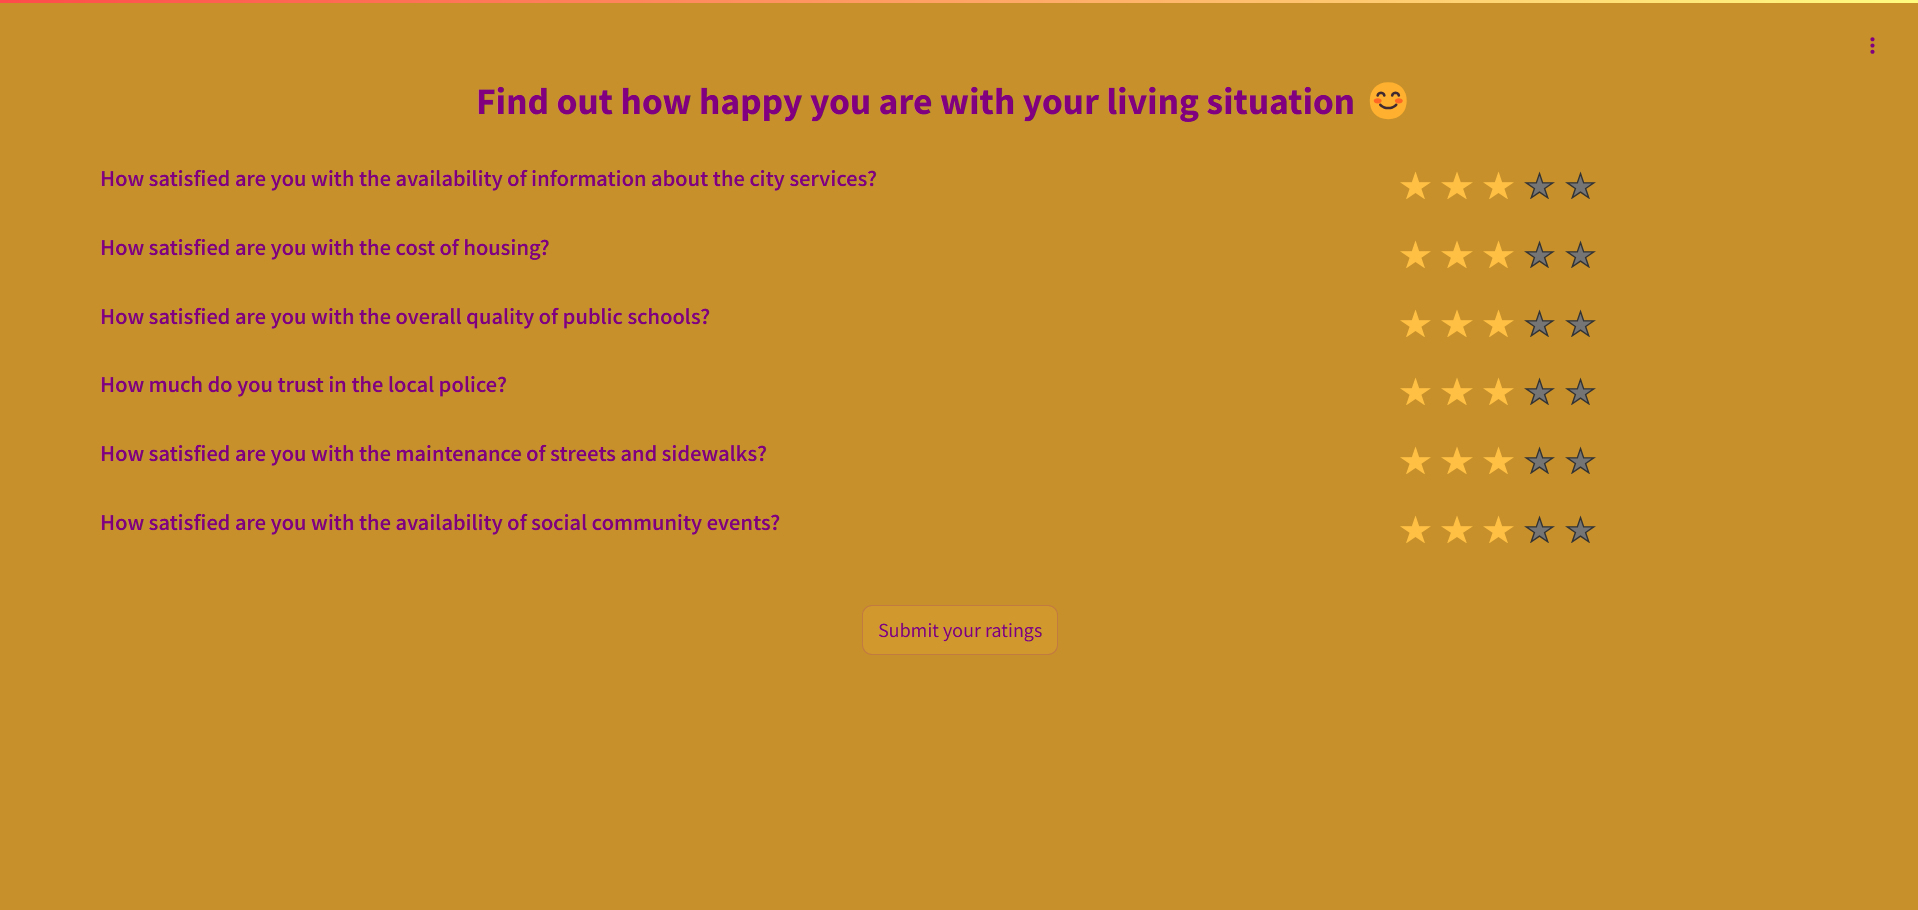 Find out how happy you are with your living situation 😊
How satisfied are you with the availability of information about the city services?
How satisfied are you with the cost of housing?
How satisfied are you with the overall quality of public schools?
How much do you trust in the local police?
How satisfied are you with the maintenance of streets and sidewalks?
How satisfied are you with the availability of social community events?
Submit your ratings